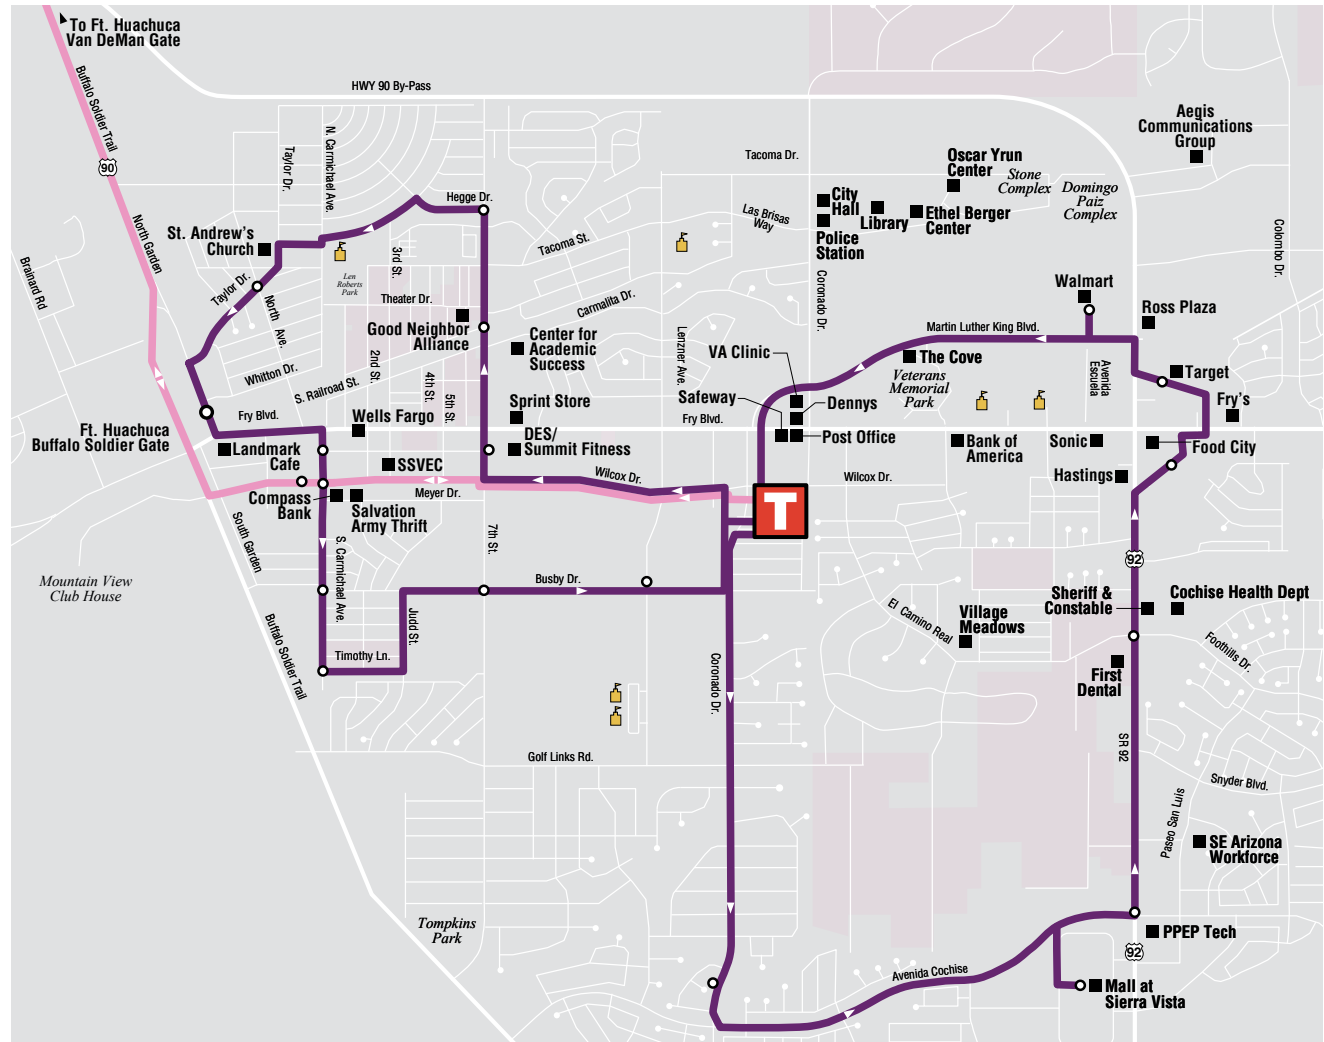 To Ft. Huachuca
Van DeMan Gate
Buffalo Soldier Trail
HWY 90 By-Pass
90
Aegis
Communications
Group
Taylor Dr.
N. Carmichael Ave.
Tacoma Dr.
Oscar Yrun
Center
Stone
Complex
Domingo
Paiz
Complex
Hegge Dr.
City
Hall
Library
Ethel Berger
Center
Police
Station
Las Brisas
Way
North Garden
St. Andrew's
Church
3rd St.
Tacoma St.
Colombo Dr.
Brainard Rd
Taylor Dr.
Len
Roberts
Park
Theater Dr.
Carmalita Dr.
Coronado Dr.
Walmart
North Ave.
Good Neighbor
Alliance
Center for
Academic
Success
Lenzner Ave.
Martin Luther King Blvd.
Ross Plaza
VA Clinic
The Cove
Whitton Dr.
2nd St.
S. Railroad St.
4th St.
5th St.
Veterans
Memorial
Park
Avenida
Escuela
Target
Safeway
Dennys
Fry's
Sprint Store
Fry Blvd.
Wells Fargo
Fry Blvd.
Ft. Huachuca
Buffalo Soldier Gate
Landmark
Cafe
DES/
Summit Fitness
Post Office
Bank of
America
Sonic
Food City
SSVEC
Wilcox Dr.
Wilcox Dr.
Hastings
Compass
Bank
Meyer Dr.
Salvation
Army Thrift
T
South Garden
S. Carmichael Ave.
7th St.
92
Mountain View
Club House
Busby Dr.
Sheriff &
Constable
Cochise Health Dept
El Camino Real
Village
Meadows
Buffalo Soldier Trail
Judd St.
Timothy Ln.
Coronado Dr.
First
Dental
Foothills Dr.
Golf Links Rd.
SR 92
Snyder Blvd.
Paseo San Luis
SE Arizona
Workforce
Tompkins
Park
PPEP Tech
92
Avenida Cochise
Mall at
Sierra Vista